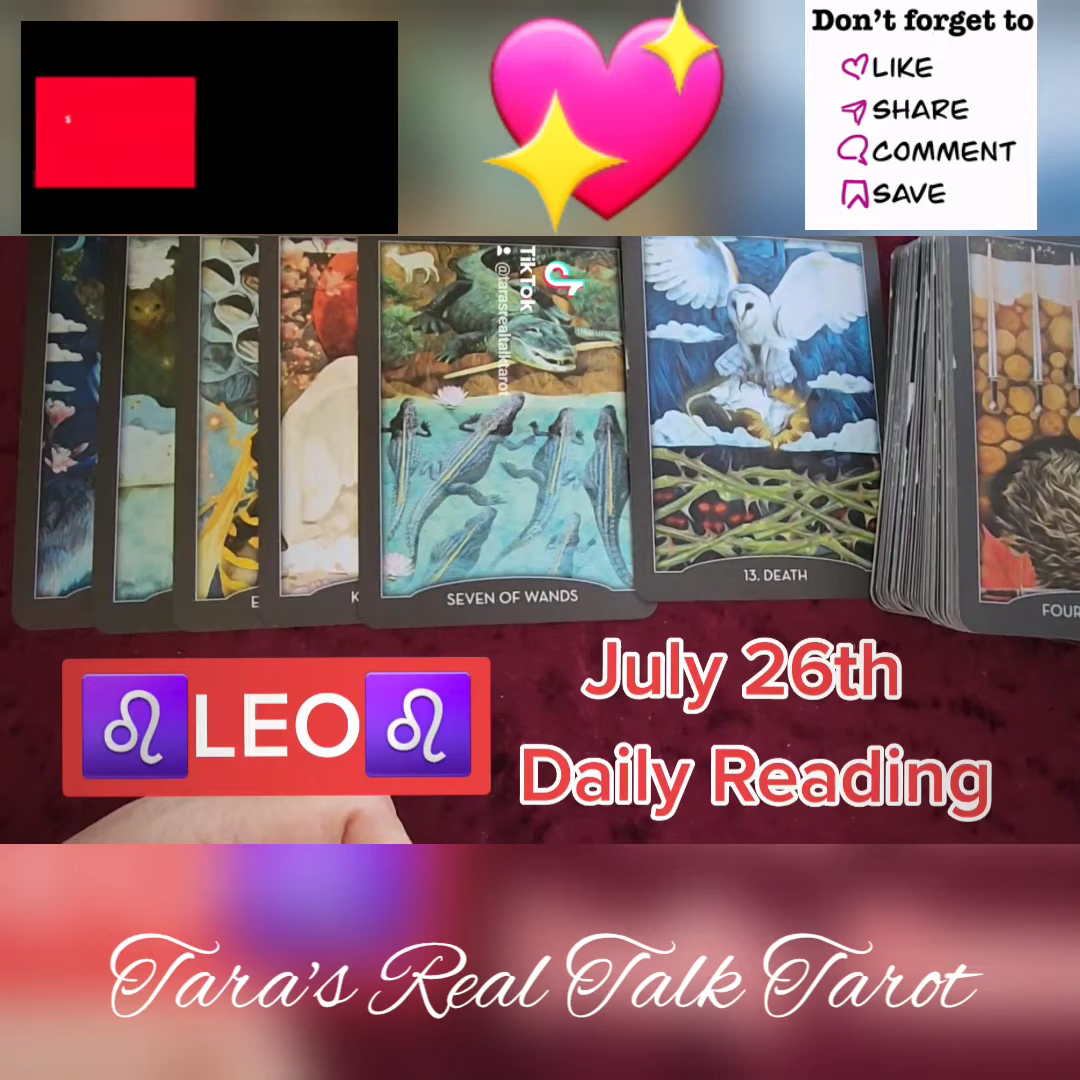 Don't forget to
LIKE
SHARE
COMMENT
SAVE
TikTok
@tarasrealtalktarot
SEVEN OF WANDS
13. DEATH
FOUR
♌LEO♌
July 26th
Daily Reading
Tara's Real Talk Tarot